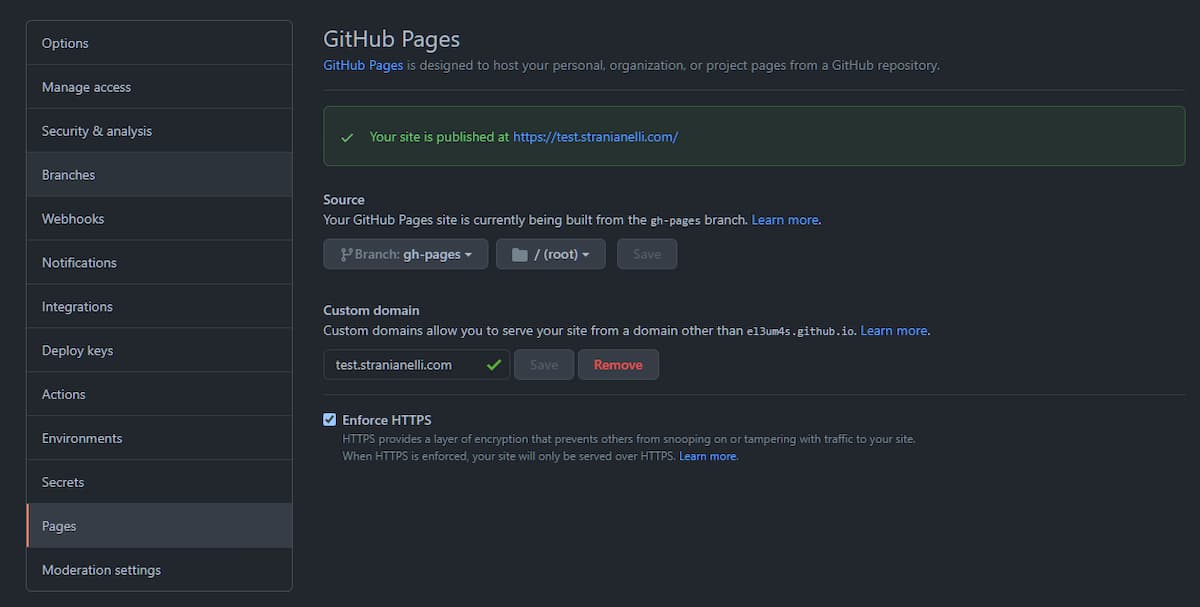 Options
Manage access
Security & analysis
Branches
Webhooks
Notifications
Integrations
Deploy keys
Actions
Environments
Secrets
Pages
Moderation settings
GitHub Pages
GitHub Pages is designed to host your personal, organization, or project pages from a GitHub repository.
Your site is published at https://test.stranianelli.com/
Source
Your GitHub Pages site is currently being built from the gh-pages branch. Learn more.
Branch: gh-pages / (root) Save
Custom domain
Custom domains allow you to serve your site from a domain other than el3um4s.github.io. Learn more.
test.stranianelli.com Save Remove
Enforce HTTPS
HTTPS provides a layer of encryption that prevents others from snooping on or tampering with traffic to your site.
When HTTPS is enforced, your site will only be served over HTTPS. Learn more.